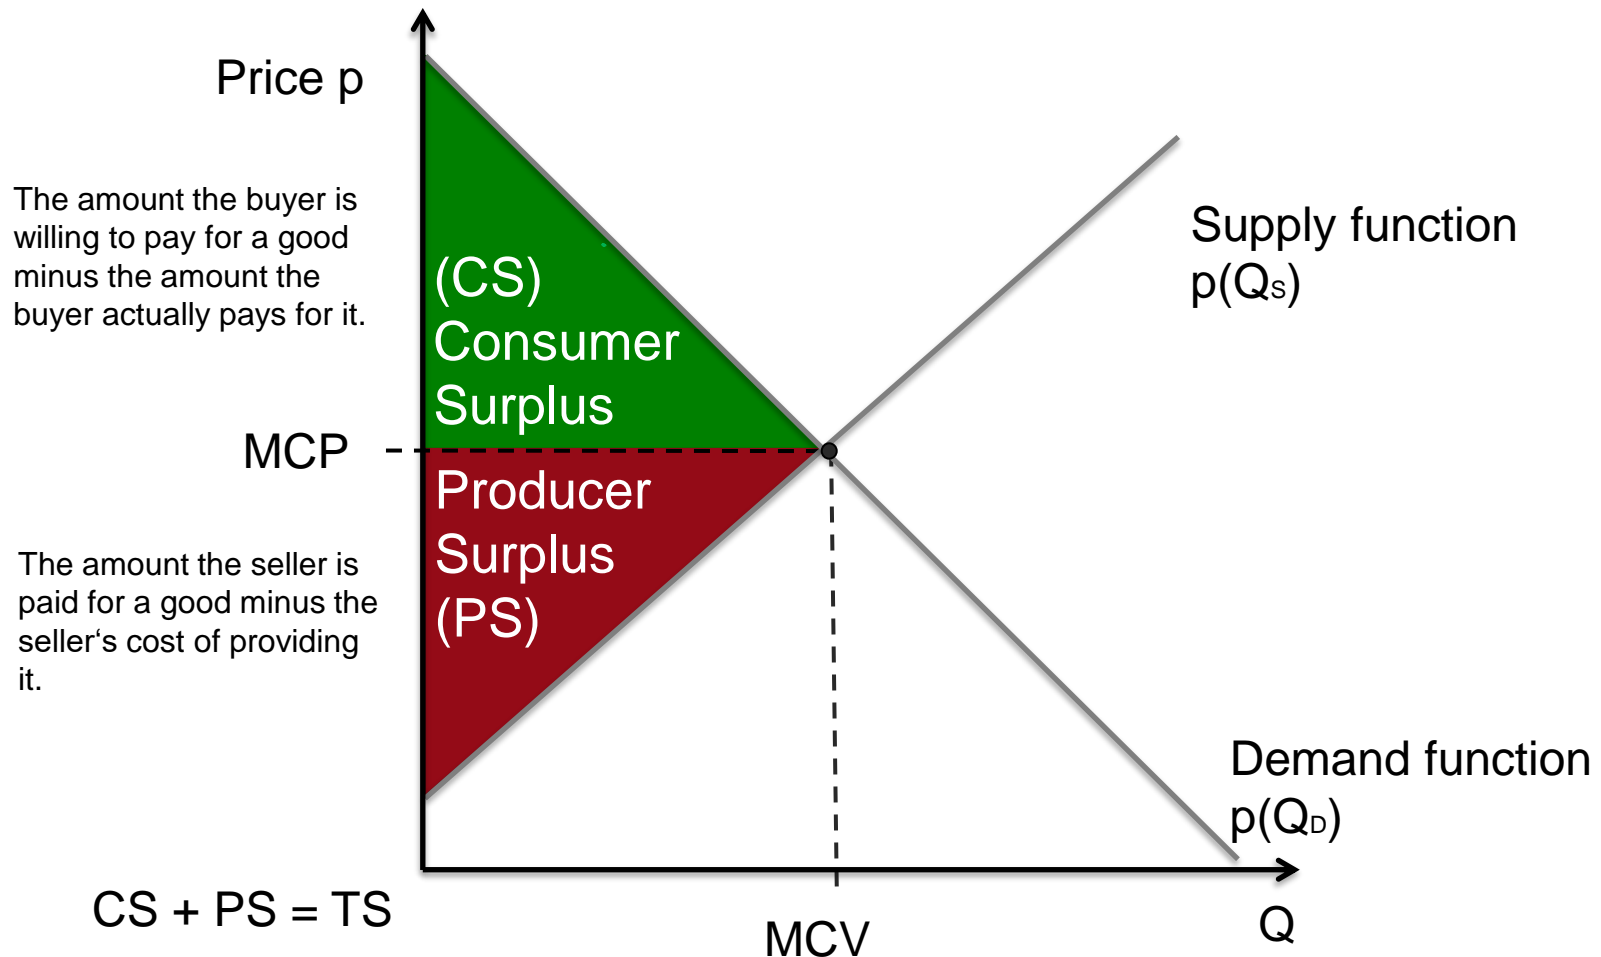 Price p
The amount the buyer is
willing to pay for a good
minus the amount the
buyer actually pays for it.
(CS)
Consumer
Surplus
Supply function
p(QS)
MCP
Producer
Surplus
(PS)
The amount the seller is
paid for a good minus the
seller‘s cost of providing
it.
Demand function
p(QD)
CS + PS = TS
MCV
Q